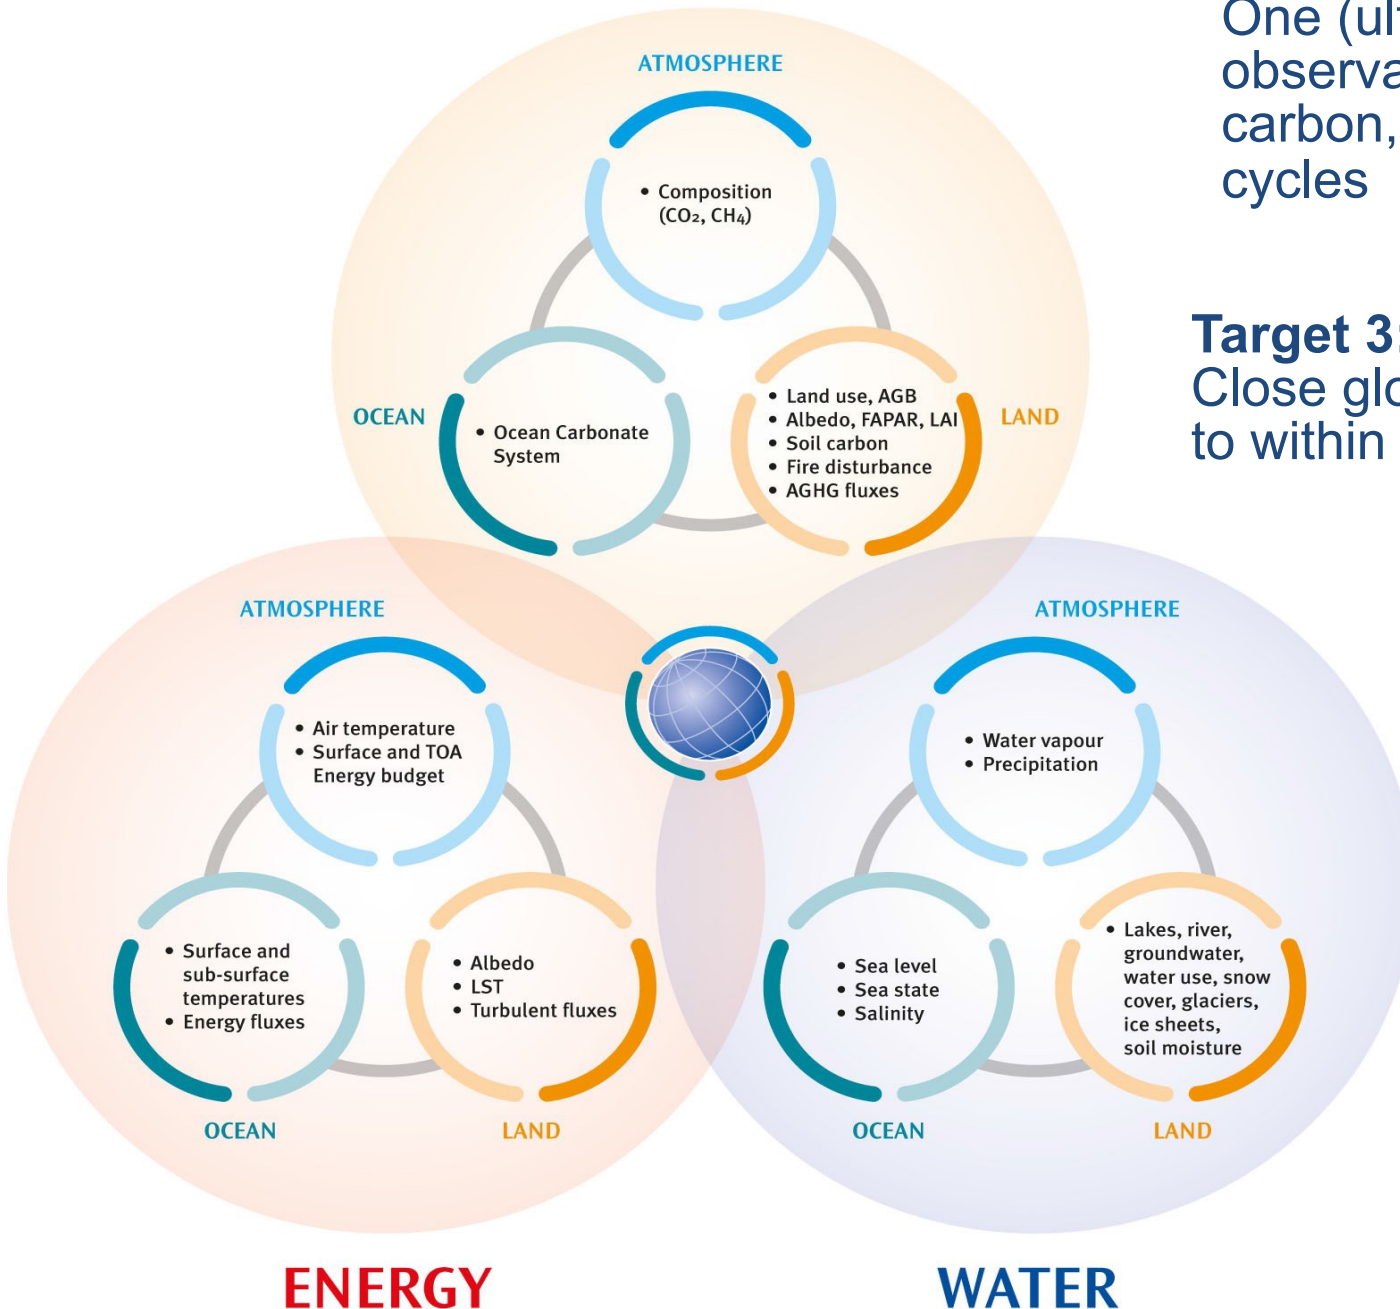 One (ult
observa
carbon,
cycles
Target 3:
Close glo
to within
ATMOSPHERE
• Composition
(CO₂, CH₄)
OCEAN
• Ocean Carbonate
System
• Land use, AGB
• Albedo, FAPAR, LAI
• Soil carbon
• Fire disturbance
• AGHG fluxes
LAND
ATMOSPHERE
• Air temperature
• Surface and TOA
Energy budget
• Surface and
sub-surface
temperatures
• Energy fluxes
• Albedo
• LST
• Turbulent fluxes
OCEAN
LAND
ENERGY
ATMOSPHERE
• Water vapour
• Precipitation
• Sea level
• Sea state
• Salinity
• Lakes, river,
groundwater,
water use, snow
cover, glaciers,
ice sheets,
soil moisture
OCEAN
LAND
WATER